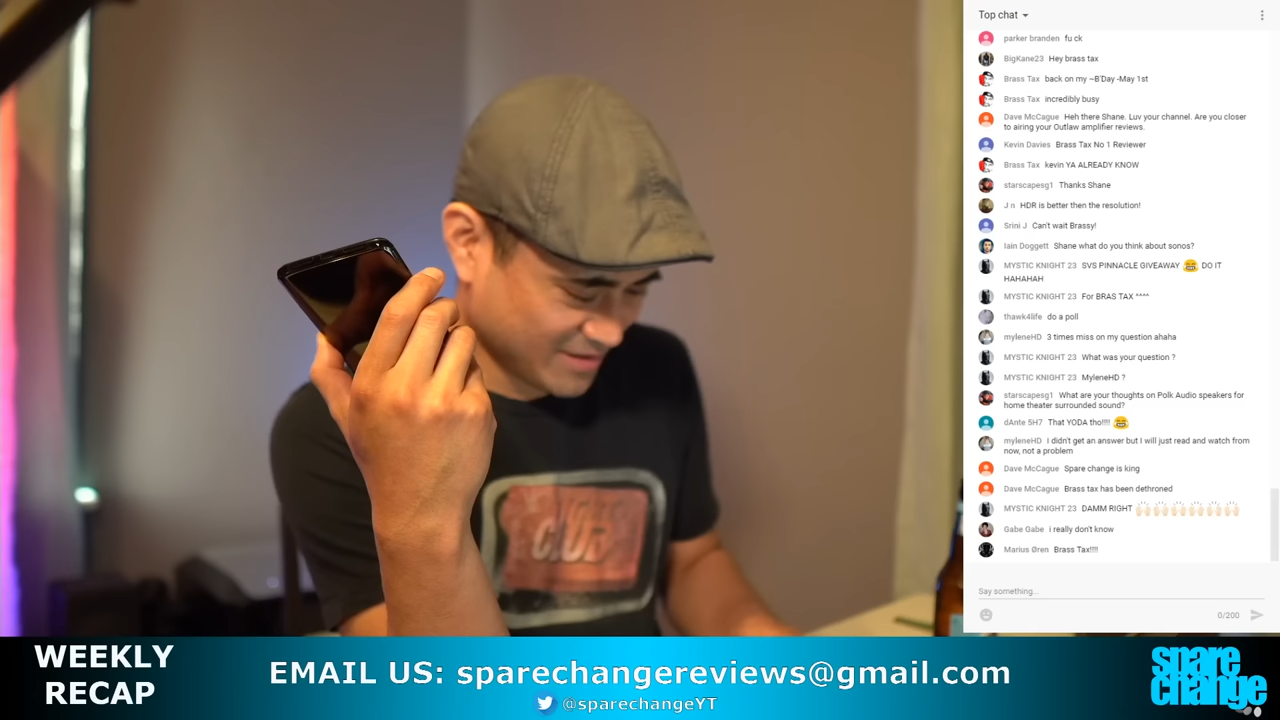 Top chat
parker branden fu ck
BigKane23 Hey brass tax
Brass Tax back on my ~B'Day -May 1st
Brass Tax incredibly busy
Dave McCague Heh there Shane. Luv your channel. Are you closer
to airing your Outlaw amplifier reviews.
Kevin Davies Brass Tax No 1 Reviewer
Brass Tax kevin YA ALREADY KNOW
starscapesg1 Thanks Shane
J n HDR is better then the resolution!
Srini J Can't wait Brassy!
Iain Doggett Shane what do you think about sonos?
MYSTIC KNIGHT 23 SVS PINNACLE GIVEAWAY 😂 DO IT
HAHAHAH
MYSTIC KNIGHT 23 For BRAS TAX ^^^^
thawk4life do a poll
myleneHD 3 times miss on my question ahaha
MYSTIC KNIGHT 23 What was your question ?
MYSTIC KNIGHT 23 MyleneHD ?
starscapesg1 What are your thoughts on Polk Audio speakers for
home theater surrounded sound?
dAnte 5H7 That YODA tho!!!! 😂
myleneHD I didn't get an answer but I will just read and watch from
now, not a problem
Dave McCague Spare change is king
Dave McCague Brass tax has been dethroned
MYSTIC KNIGHT 23 DAMM RIGHT 🙌🏻🙌🏻🙌🏻🙌🏻🙌🏻🙌🏻
Gabe Gabe i really don't know
Marius Øren Brass Tax!!!!
Say something...
0/200
WEEKLY
RECAP
EMAIL US: sparechangereviews@gmail.com
@sparechangeYT
spare
change